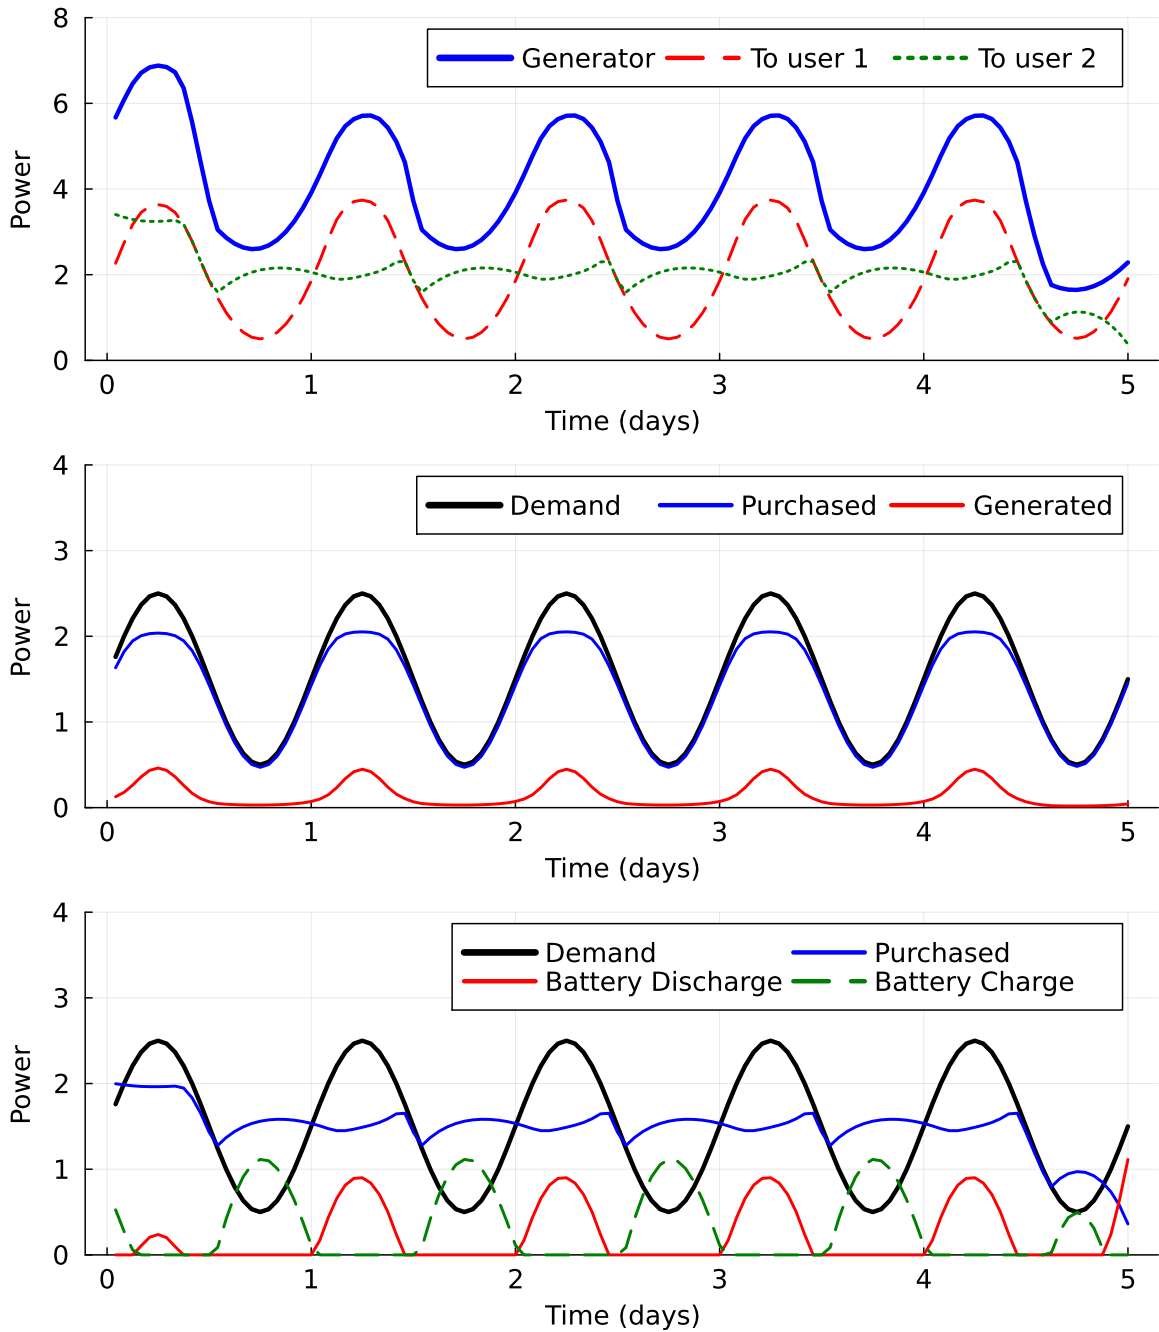 8
6
4
2
0
Power
Generator To user 1 To user 2
0 1 2 3 4 5
Time (days)
4
3
2
1
0
Power
Demand Purchased Generated
0 1 2 3 4 5
Time (days)
4
3
2
1
0
Power
Demand Purchased
Battery Discharge Battery Charge
0 1 2 3 4 5
Time (days)